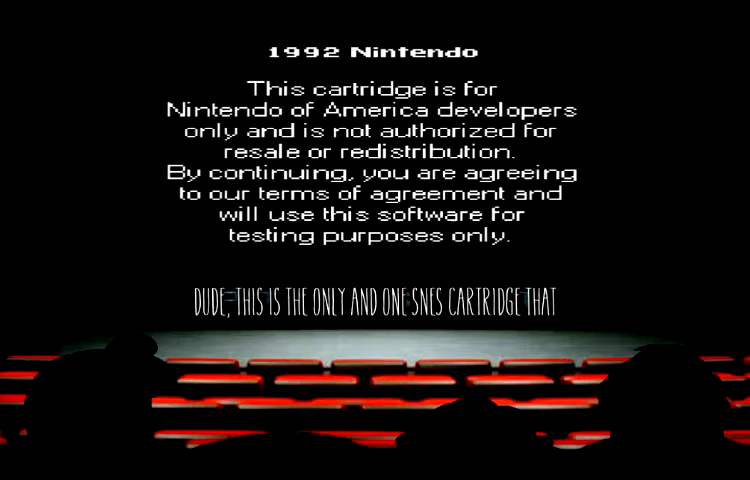 1992 Nintendo
This cartridge is for
Nintendo of America developers
only and is not authorized for
resale or redistribution.
By continuing, you are agreeing
to our terms of agreement and
will use this software for
testing purposes only.
DUDE, THIS IS THE ONLY AND ONE SNES CARTRIDGE THAT